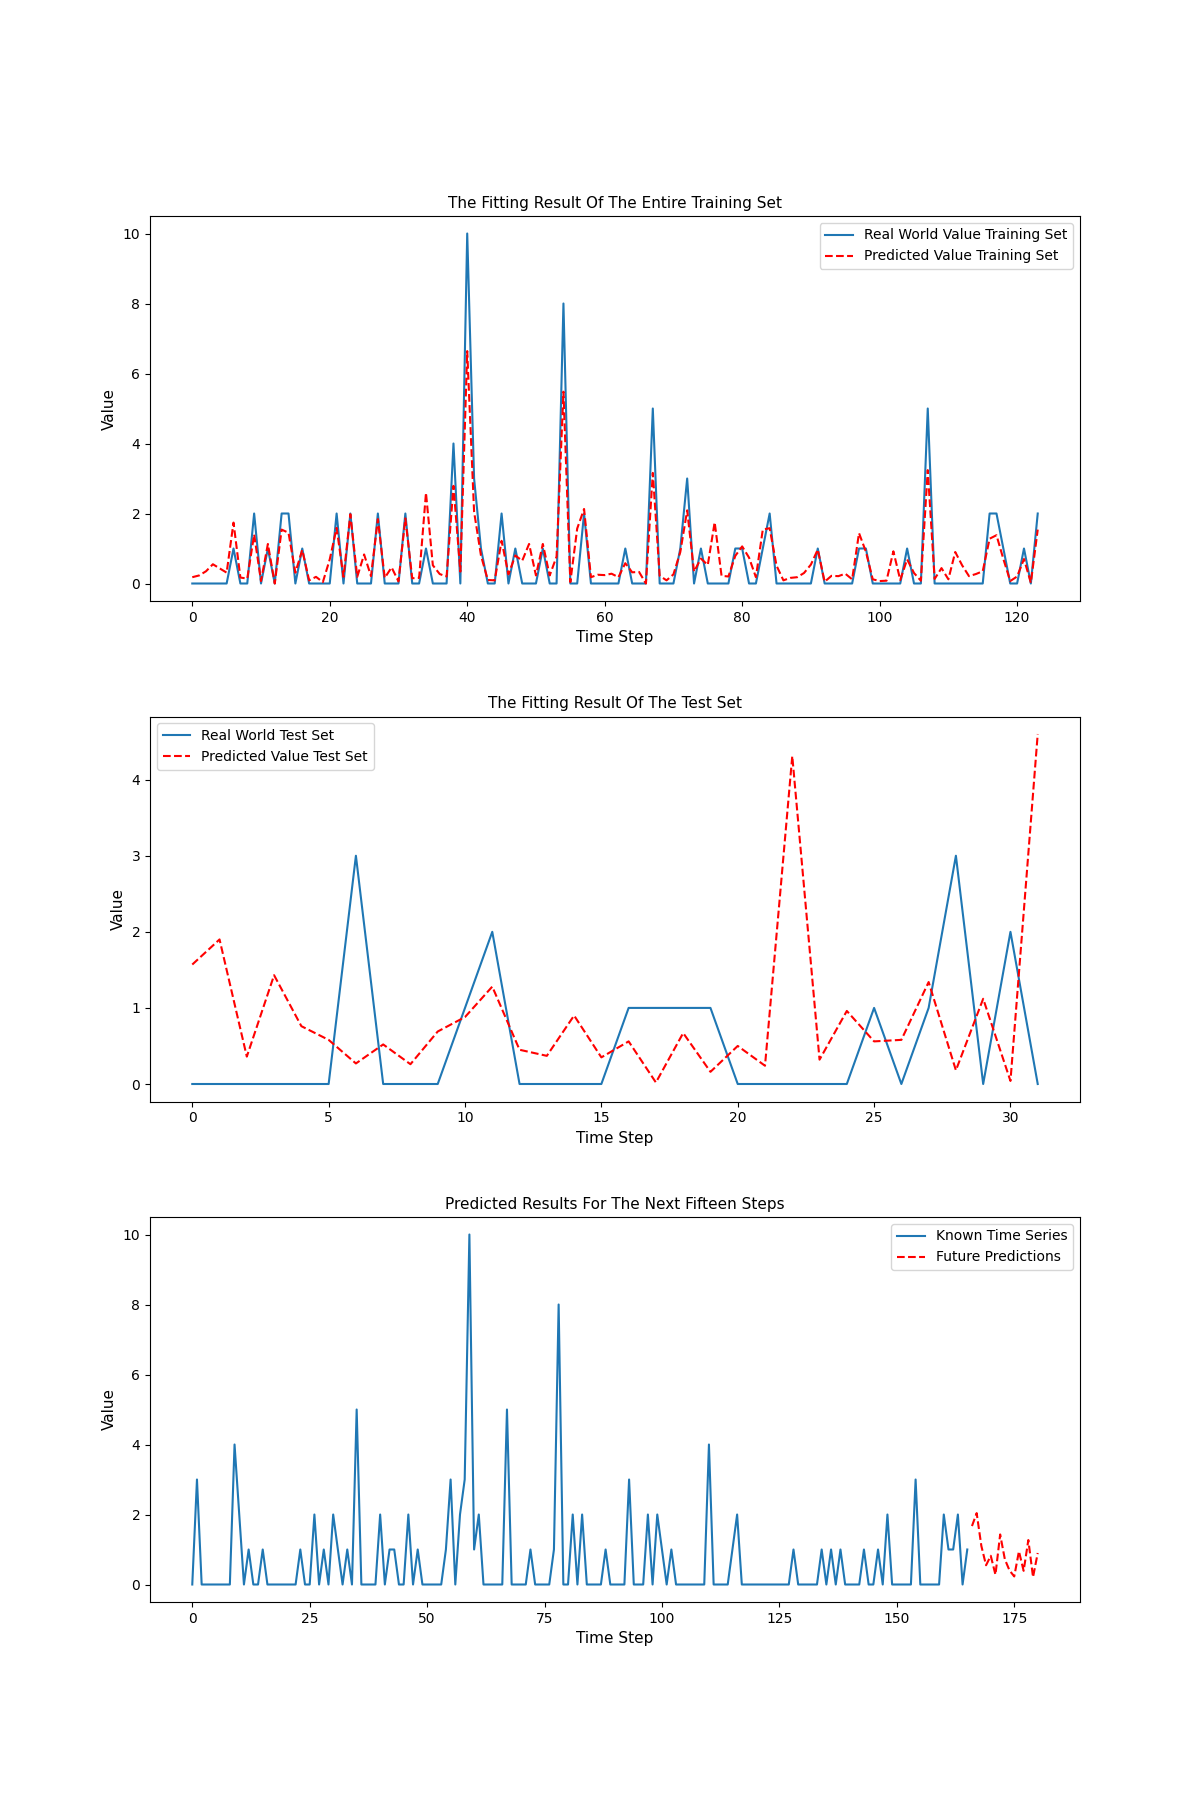 The Fitting Result Of The Entire Training Set
Real World Value Training Set
Predicted Value Training Set
Value
10
8
6
4
2
0
0 20 40 60 80 100 120
Time Step
The Fitting Result Of The Test Set
Real World Test Set
Predicted Value Test Set
Value
4
3
2
1
0
0 5 10 15 20 25 30
Time Step
Predicted Results For The Next Fifteen Steps
Known Time Series
Future Predictions
Value
10
8
6
4
2
0
0 25 50 75 100 125 150 175
Time Step